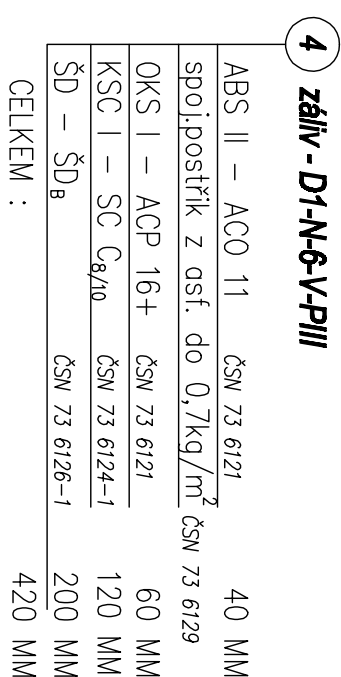 4 záliv - D1-N-6-V-PIII
ABS II – ACO 11 ČSN 73 6121 40 MM
spoj.postřik z asf. do 0,7kg/m² ČSN 73 6129
OKS I – ACP 16+ ČSN 73 6121 60 MM
KSC I – SC C8/10 ČSN 73 6124-1 120 MM
ŠD – ŠDB ČSN 73 6126-1 200 MM
CELKEM : 420 MM